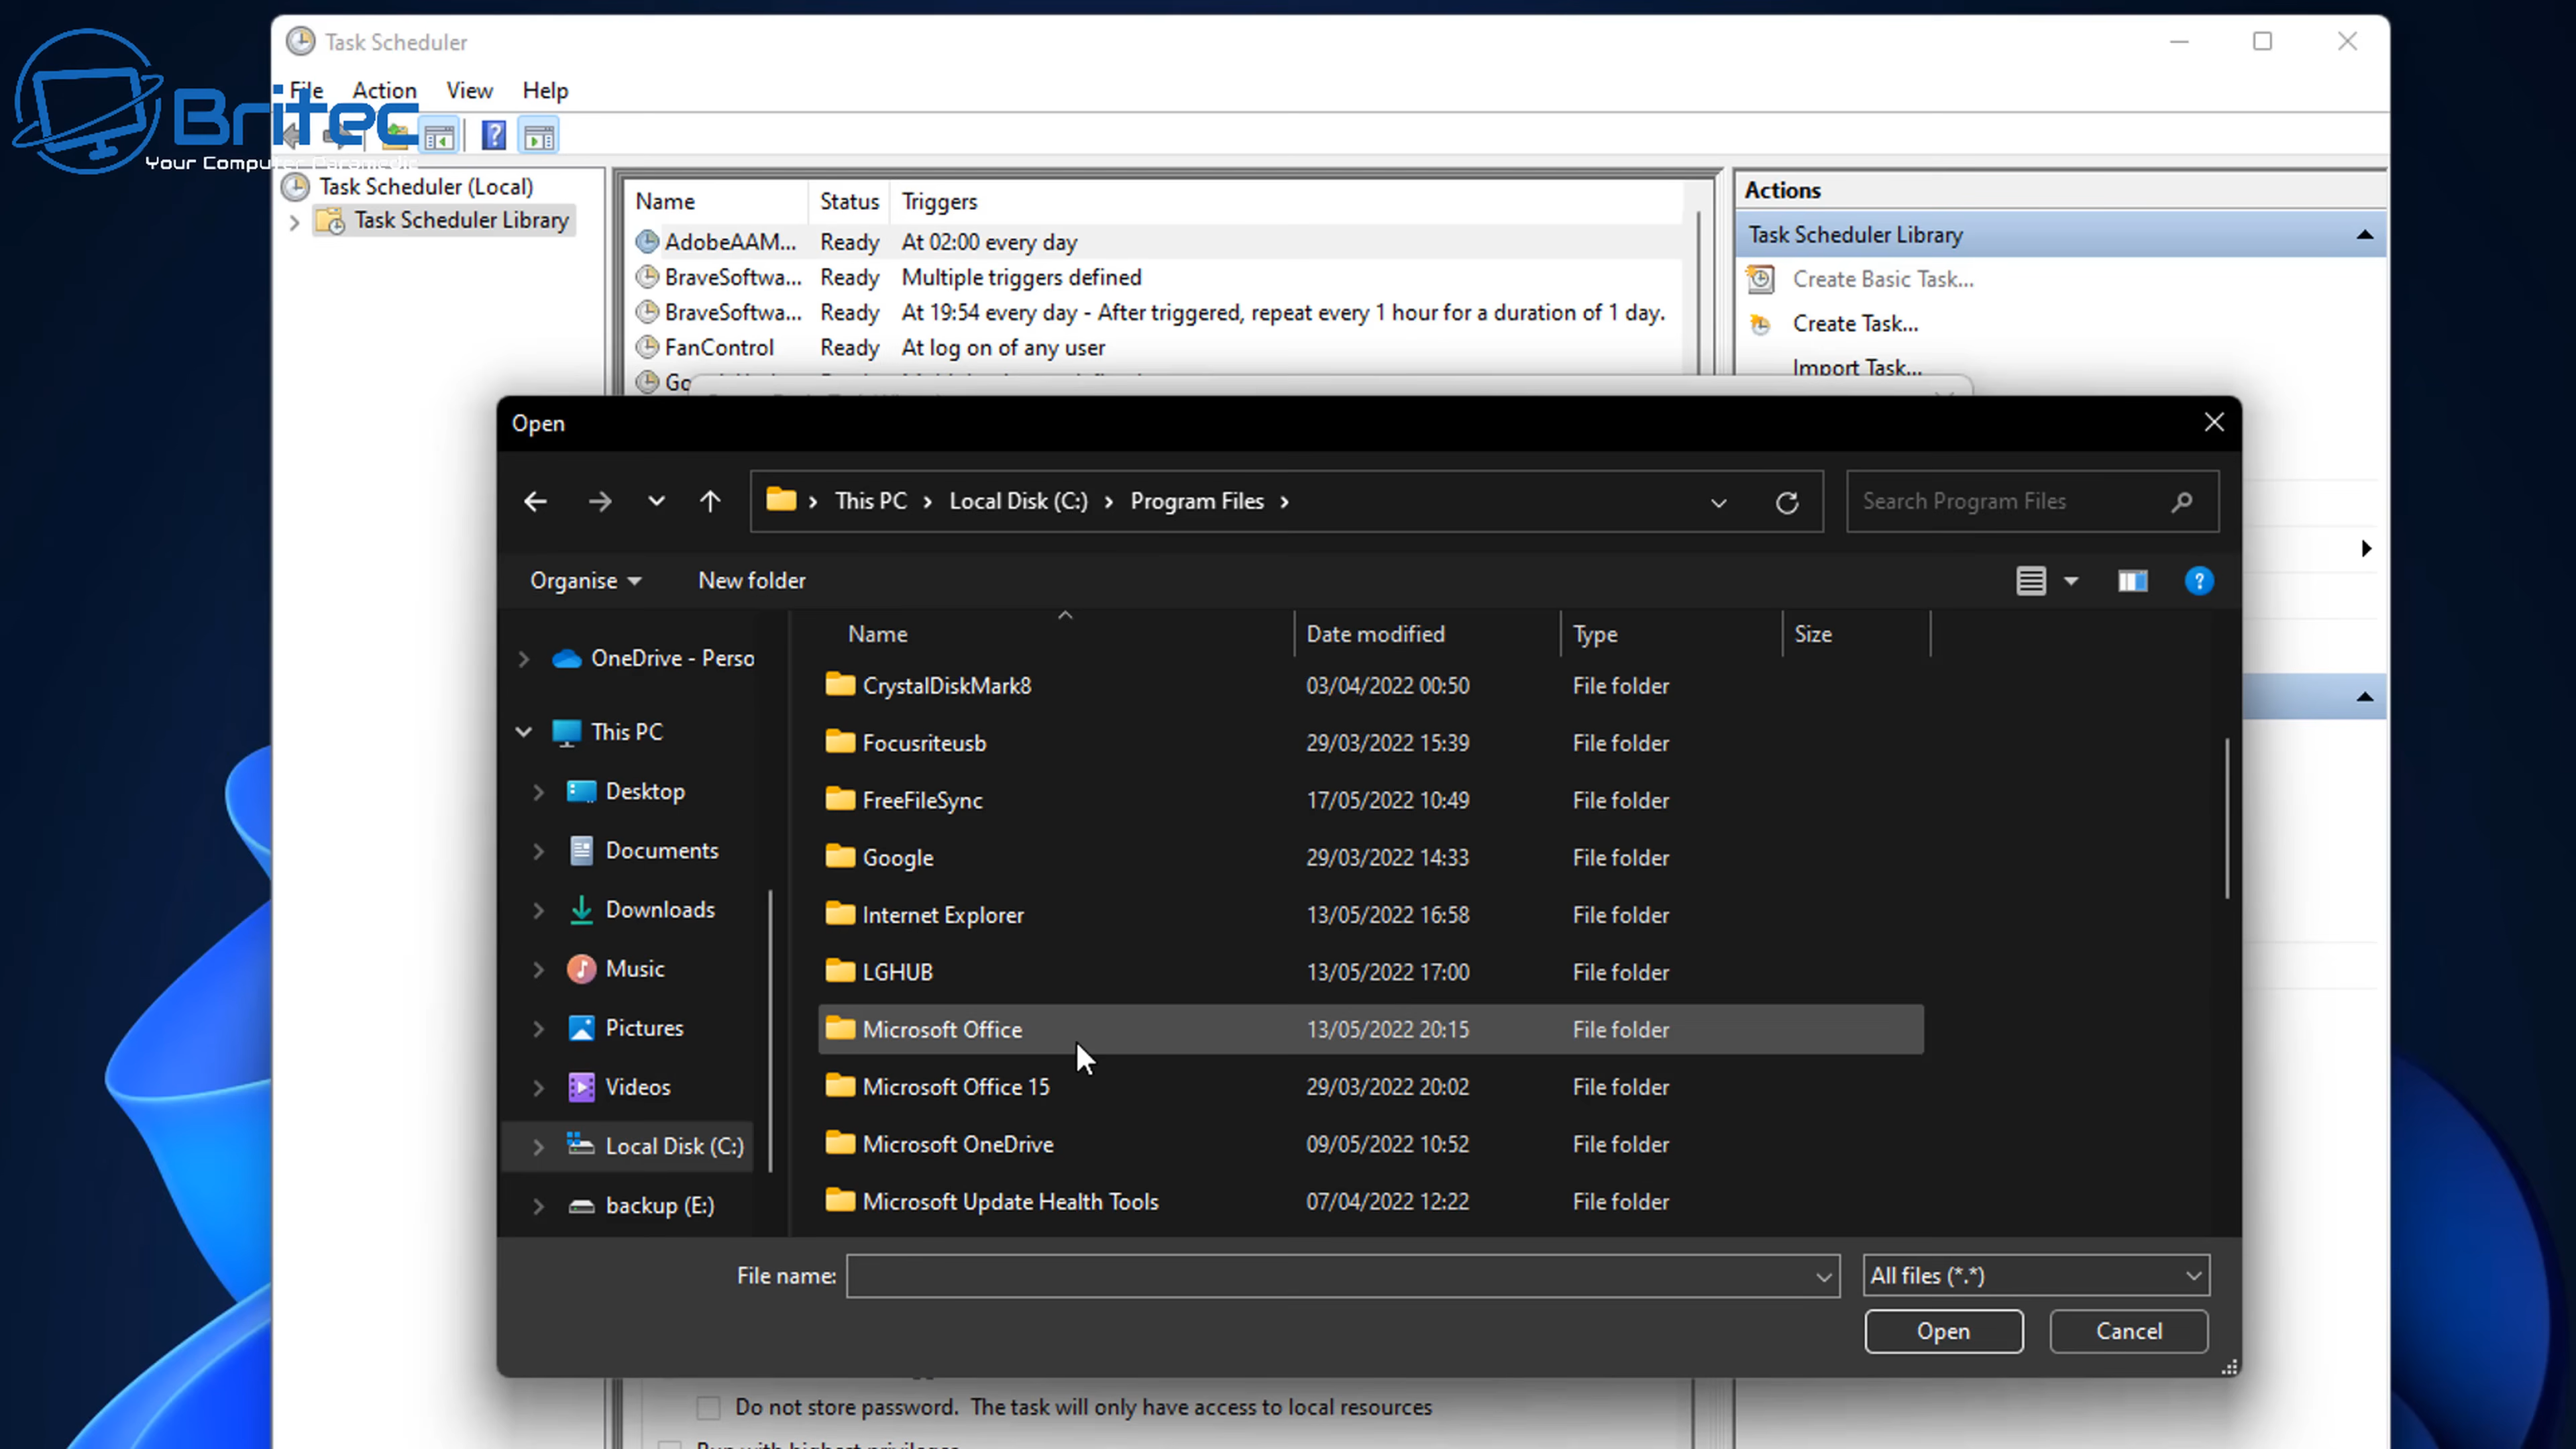 Task Scheduler
File Action View Help
Britec
Your Computer Paramedic
Task Scheduler (Local)
Task Scheduler Library
Name Status Triggers
AdobeAAM... Ready At 02:00 every day
BraveSoftwa... Ready Multiple triggers defined
BraveSoftwa... Ready At 19:54 every day - After triggered, repeat every 1 hour for a duration of 1 day.
FanControl Ready At log on of any user
Actions
Task Scheduler Library
Create Basic Task...
Create Task...
Import Task...
Open
This PC > Local Disk (C:) > Program Files >
Search Program Files
Organise New folder
OneDrive - Perso
This PC
Desktop
Documents
Downloads
Music
Pictures
Videos
Local Disk (C:)
backup (E:)
Name Date modified Type Size
CrystalDiskMark8 03/04/2022 00:50 File folder
Focusriteusb 29/03/2022 15:39 File folder
FreeFileSync 17/05/2022 10:49 File folder
Google 29/03/2022 14:33 File folder
Internet Explorer 13/05/2022 16:58 File folder
LGHUB 13/05/2022 17:00 File folder
Microsoft Office 13/05/2022 20:15 File folder
Microsoft Office 15 29/03/2022 20:02 File folder
Microsoft OneDrive 09/05/2022 10:52 File folder
Microsoft Update Health Tools 07/04/2022 12:22 File folder
File name:
All files (*.*)
Open Cancel
Do not store password. The task will only have access to local resources